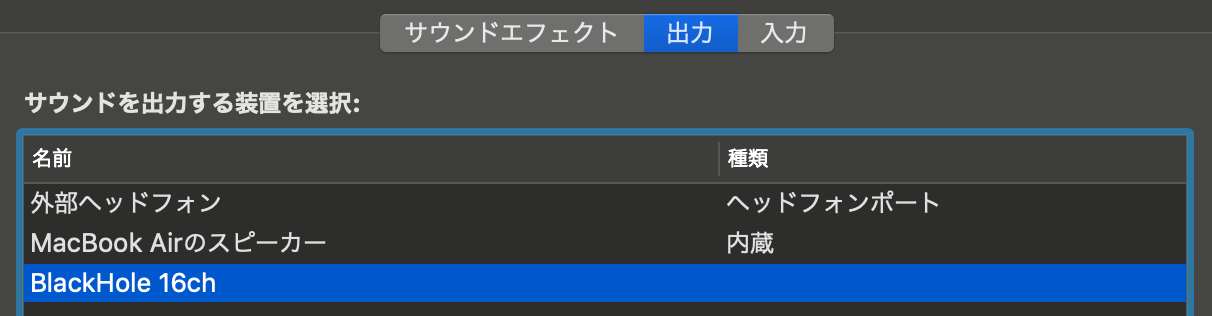 サウンドエフェクト 出力 入力
サウンドを出力する装置を選択:
名前 種類
外部ヘッドフォン ヘッドフォンポート
MacBook Airのスピーカー 内蔵
BlackHole 16ch